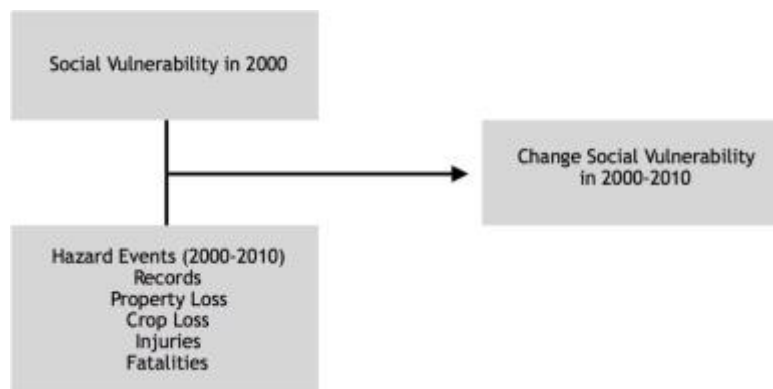 Social Vulnerability in 2000
Change Social Vulnerability
in 2000-2010
Hazard Events (2000-2010)
Records
Property Loss
Crop Loss
Injuries
Fatalities